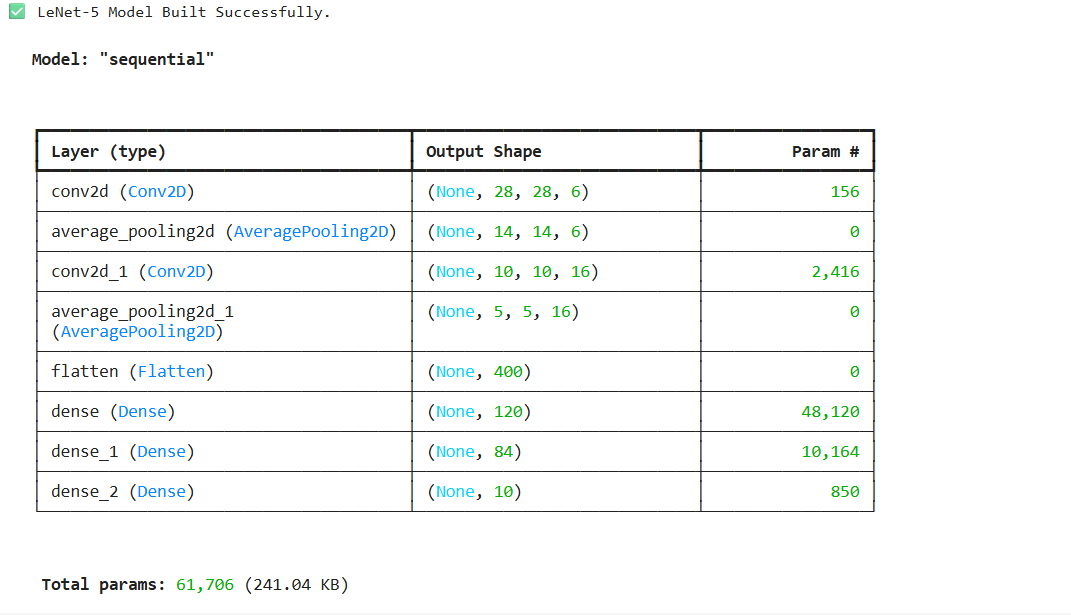 ✅ LeNet-5 Model Built Successfully.
Model: "sequential"
Layer (type) Output Shape Param #
conv2d (Conv2D) (None, 28, 28, 6) 156
average_pooling2d (AveragePooling2D) (None, 14, 14, 6) 0
conv2d_1 (Conv2D) (None, 10, 10, 16) 2,416
average_pooling2d_1 (None, 5, 5, 16) 0
(AveragePooling2D)
flatten (Flatten) (None, 400) 0
dense (Dense) (None, 120) 48,120
dense_1 (Dense) (None, 84) 10,164
dense_2 (Dense) (None, 10) 850
Total params: 61,706 (241.04 KB)